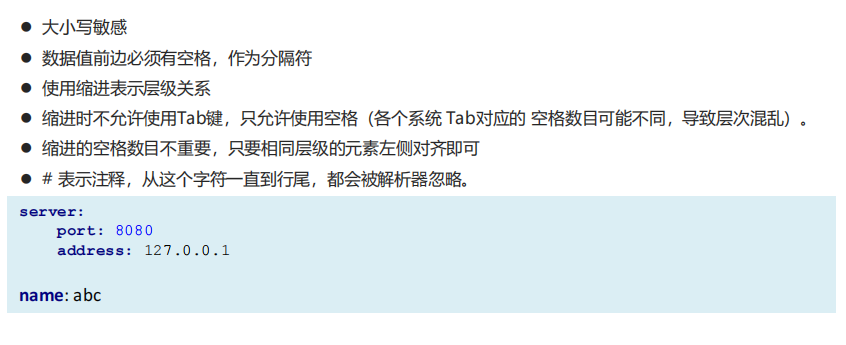 ● 大小写敏感
● 数据值前边必须有空格，作为分隔符
● 使用缩进表示层级关系
● 缩进时不允许使用Tab键，只允许使用空格（各个系统 Tab对应的 空格数目可能不同，导致层次混乱）。
● 缩进的空格数目不重要，只要相同层级的元素左侧对齐即可
● # 表示注释，从这个字符一直到行尾，都会被解析器忽略。
server:
    port: 8080
    address: 127.0.0.1
name: abc